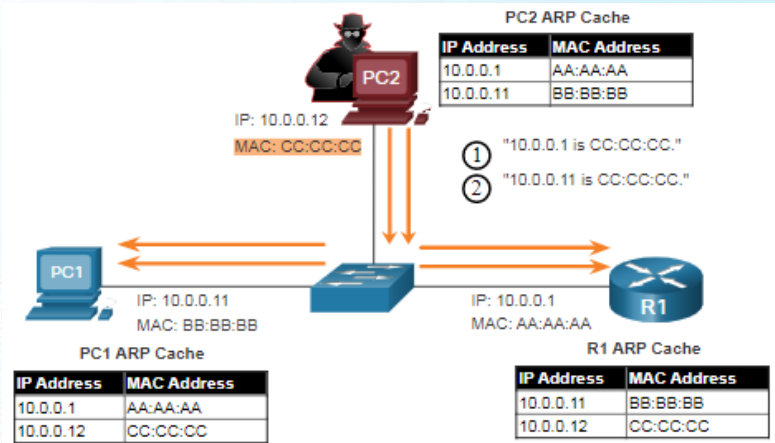 PC2 ARP Cache
IP Address MAC Address
10.0.0.1 AA:AA:AA
10.0.0.11 BB:BB:BB
PC2
IP: 10.0.0.12
MAC: CC:CC:CC
1 "10.0.0.1 is CC:CC:CC."
2 "10.0.0.11 is CC:CC:CC."
PC1
IP: 10.0.0.11
MAC: BB:BB:BB
IP: 10.0.0.1
MAC: AA:AA:AA
R1
PC1 ARP Cache
IP Address MAC Address
10.0.0.1 AA:AA:AA
10.0.0.12 CC:CC:CC
R1 ARP Cache
IP Address MAC Address
10.0.0.11 BB:BB:BB
10.0.0.12 CC:CC:CC